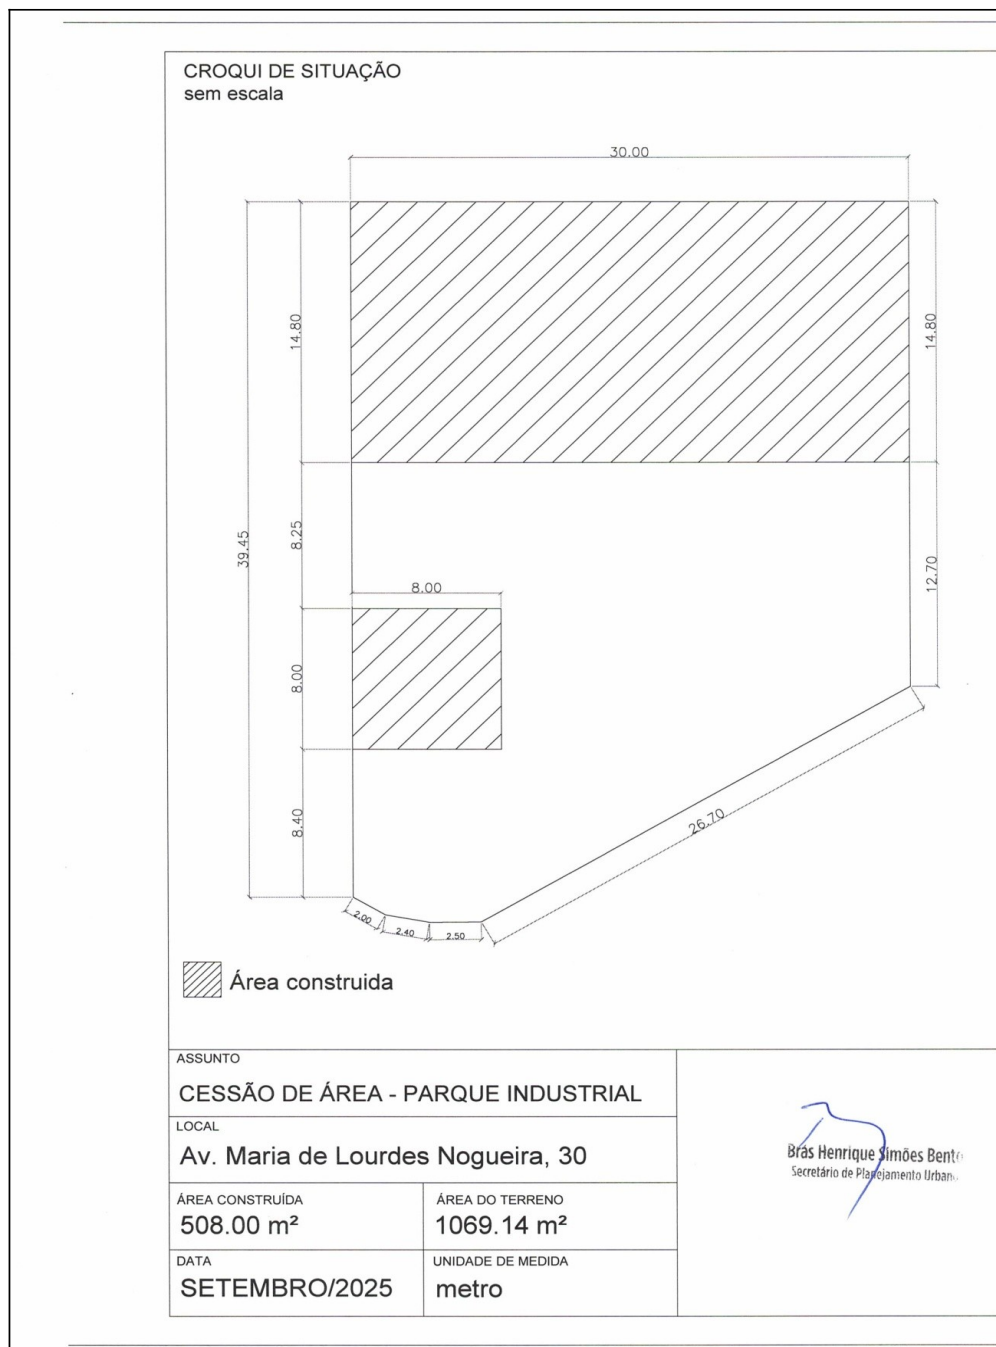 CROQUI DE SITUAÇÃO
sem escala
30.00
14.80
14.80
39.45
8.25
12.70
8.00
8.00
8.40
26.70
2.00
2.40
2.50
Área construida
ASSUNTO
CESSÃO DE ÁREA - PARQUE INDUSTRIAL
LOCAL
Av. Maria de Lourdes Nogueira, 30
ÁREA CONSTRUÍDA
508.00 m²
ÁREA DO TERRENO
1069.14 m²
DATA
SETEMBRO/2025
UNIDADE DE MEDIDA
metro
Brás Henrique Simões Bento
Secretário de Planejamento Urbano